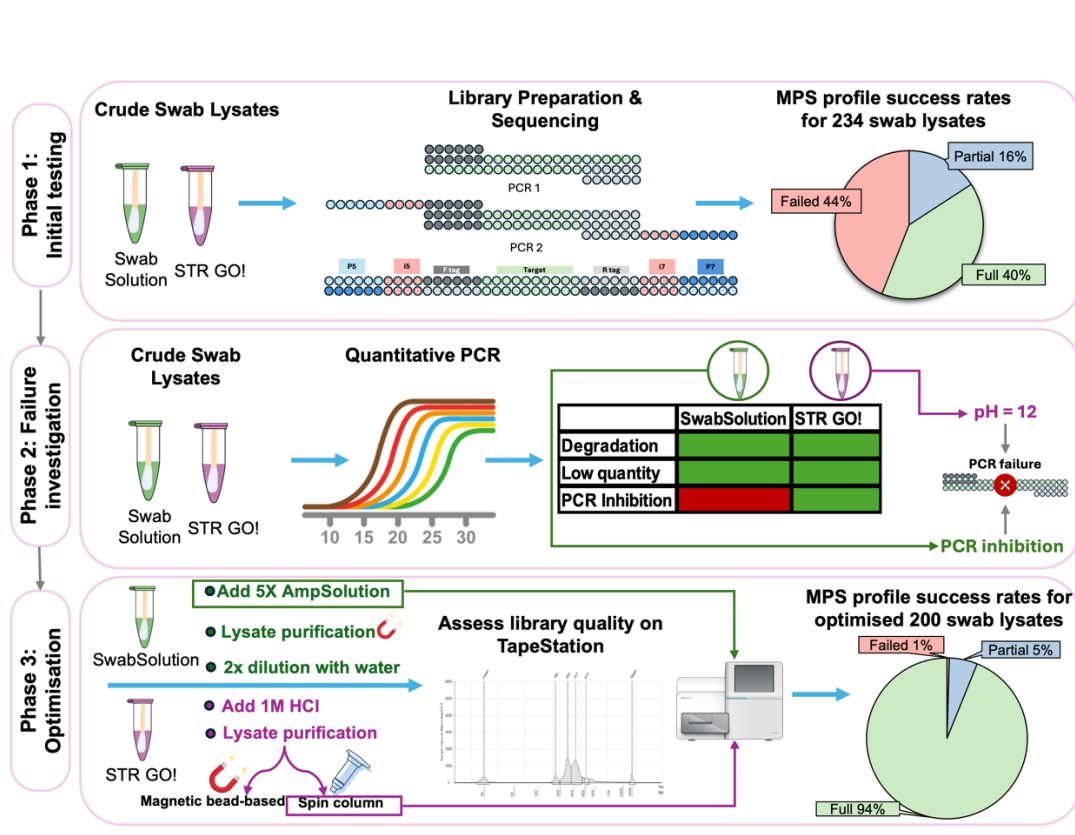 Phase 1:
Initial testing
Crude Swab Lysates
Swab
Solution
STR GO!
Library Preparation &
Sequencing
PCR 1
PCR 2
P5
i5
F tag
Target
R tag
i7
P7
MPS profile success rates
for 234 swab lysates
Partial 16%
Failed 44%
Full 40%
Phase 2: Failure
investigation
Crude Swab
Lysates
Swab
Solution
STR GO!
Quantitative PCR
10 15 20 25 30
SwabSolution STR GO!
Degradation
Low quantity
PCR Inhibition
pH = 12
PCR failure
PCR inhibition
Phase 3:
Optimisation
SwabSolution
STR GO!
Add 5X AmpSolution
Lysate purification
2x dilution with water
Add 1M HCl
Lysate purification
Magnetic bead-based
Spin column
Assess library quality on
TapeStation
MPS profile success rates for
optimised 200 swab lysates
Failed 1%
Partial 5%
Full 94%